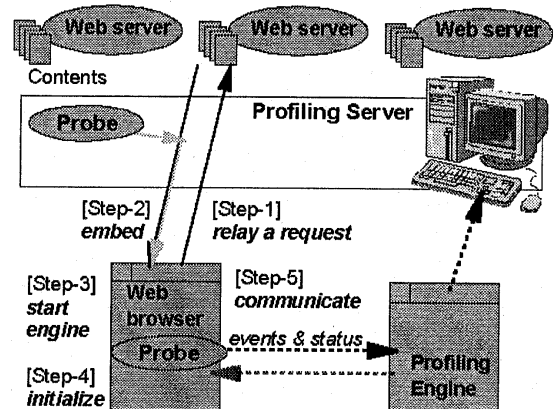 Web server Web server Web server
Contents
Profiling Server
Probe
[Step-2]
embed
[Step-1]
relay a request
[Step-3]
start
engine
Web
browser
[Step-5]
communicate
events & status
Probe
Profiling
Engine
[Step-4]
initialize